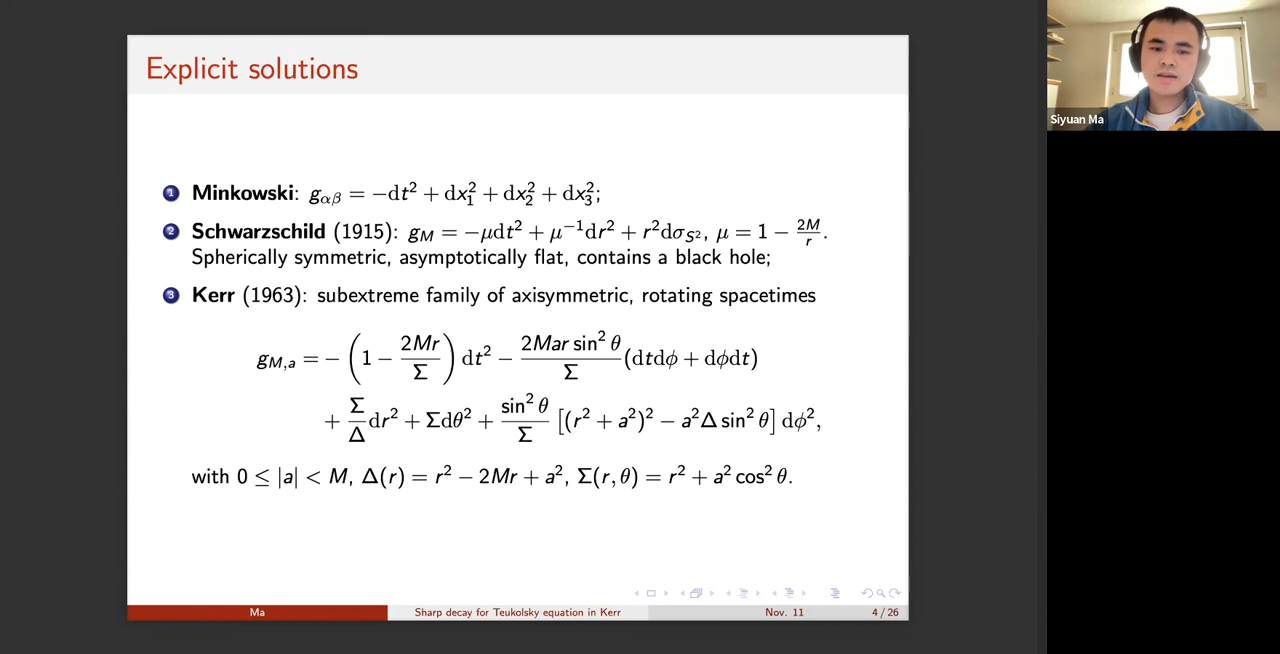 Explicit solutions
1 Minkowski: g_{αβ} = −dt² + dx₁² + dx₂² + dx₃²;
2 Schwarzschild (1915): g_M = −μdt² + μ⁻¹dr² + r²dσ_{S²}, μ = 1 − 2M/r.
Spherically symmetric, asymptotically flat, contains a black hole;
3 Kerr (1963): subextreme family of axisymmetric, rotating spacetimes
g_{M,a} = −(1 − 2Mr/Σ) dt² − 2Mar sin²θ/Σ (dtdϕ + dϕdt)
+ Σ/Δ dr² + Σdθ² + sin²θ/Σ [(r² + a²)² − a²Δ sin²θ] dϕ²,
with 0 ≤ |a| < M, Δ(r) = r² − 2Mr + a², Σ(r, θ) = r² + a² cos²θ.
Ma Sharp decay for Teukolsky equation in Kerr Nov. 11 4 / 26
Siyuan Ma